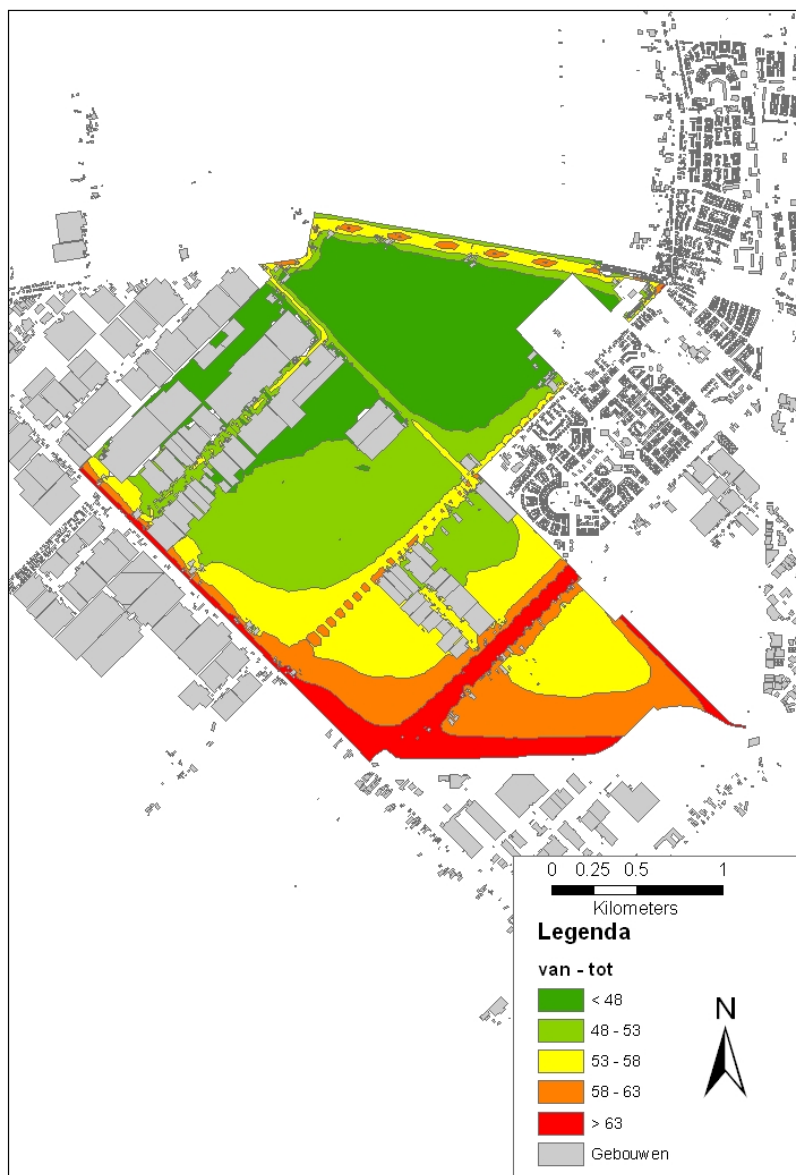 0 0.25 0.5 1
Kilometers
Legenda
van - tot
< 48
48 - 53
53 - 58
58 - 63
> 63
Gebouwen
N